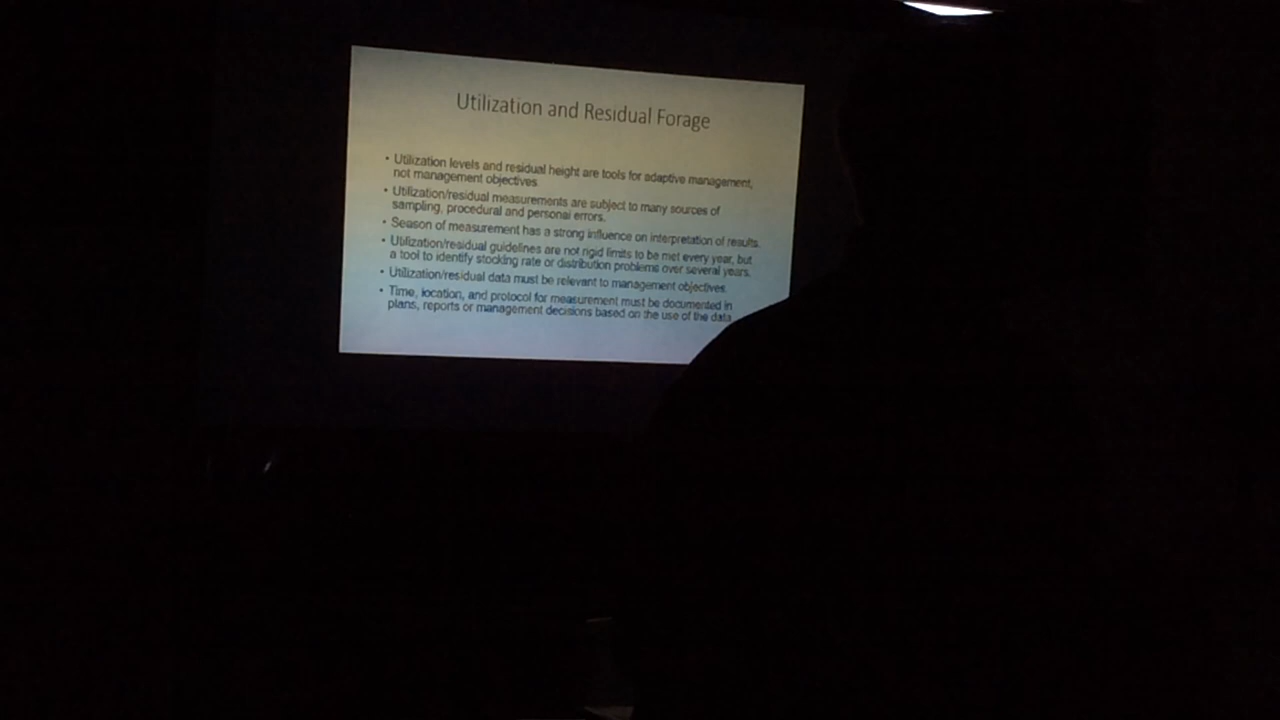 Utilization and Residual Forage
• Utilization levels and residual height are tools for adaptive management,
not management objectives.
• Utilization/residual measurements are subject to many sources of
sampling, procedural and personal errors.
• Season of measurement has a strong influence on interpretation of results.
• Utilization/residual guidelines are not rigid limits to be met every year, but
a tool to identify stocking rate or distribution problems over several years.
• Utilization/residual data must be relevant to management objectives.
• Time, location, and protocol for measurement must be documented in
plans, reports or management decisions based on the use of the data